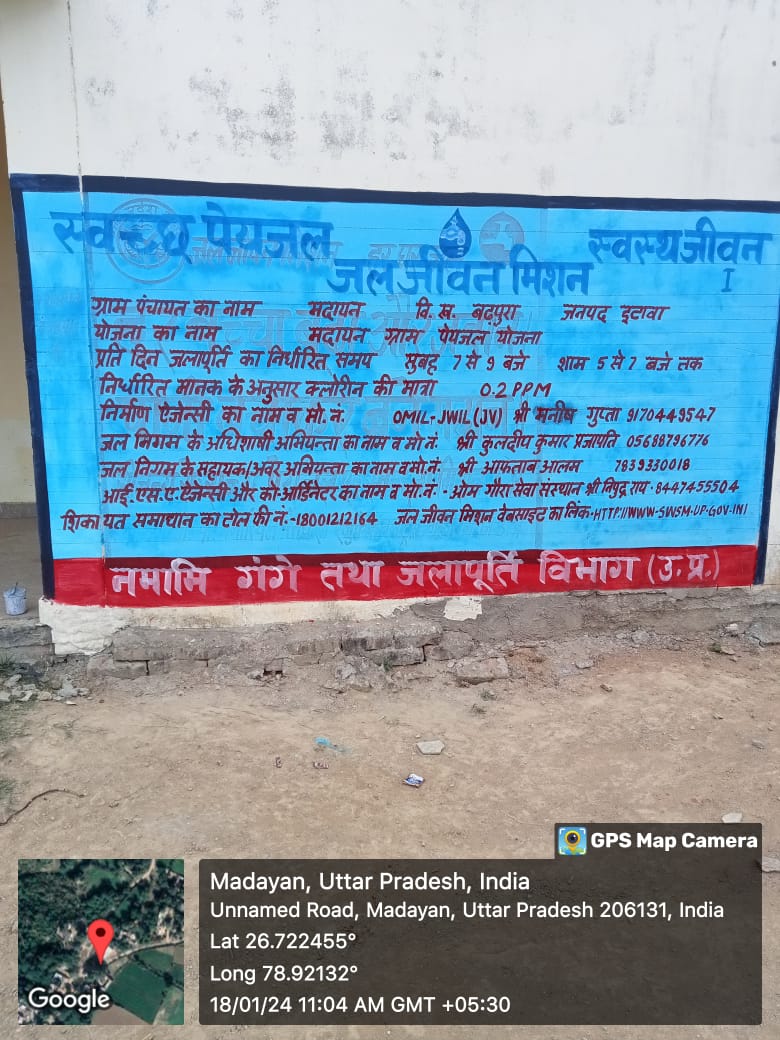 स्वच्छ पेयजल
जल जीवन मिशन
स्वस्थ जीवन
I
ग्राम पंचायत का नाम मदायन वि. ख. बढ़पुरा जनपद इटावा
योजना का नाम मदायन ग्राम पेयजल योजना
प्रति दिन जलापूर्ति का निर्धारित समय सुबह 7 से 9 बजे शाम 5 से 7 बजे तक
निर्धारित मानक के अनुसार क्लोरिन की मात्रा 0.2 PPM
निर्माण ऐजेन्सी का नाम व मो. नं. OMIL-JWIL (JV) श्री मनीष गुप्ता 9170449547
जल निगम के अधिशाषी अभियन्ता का नाम व मो. नं. श्री कुलदीप कुमार प्रजापति 05688796776
जल निगम के सहायक/अवर अभियन्ता का नाम व मो. नं. श्री आफताब आलम 7839330018
आई. एस. ए. ऐजेन्सी और को-आर्डिनेटर का नाम व मो. नं. - ओम गौरा सेवा संस्थान श्री विपुद्र राय - 8447455504
शिकायत समाधान का टोल फ्री नं. -18001212164 जल जीवन मिशन वेबसाइट का लिंक - HTTP://WWW-SWSM-UP-GOV-IN/
नमामि गंगे तथा जलापूर्ति विभाग (उ. प्र.)
GPS Map Camera
Madayan, Uttar Pradesh, India
Unnamed Road, Madayan, Uttar Pradesh 206131, India
Lat 26.722455°
Long 78.92132°
18/01/24 11:04 AM GMT +05:30
Google